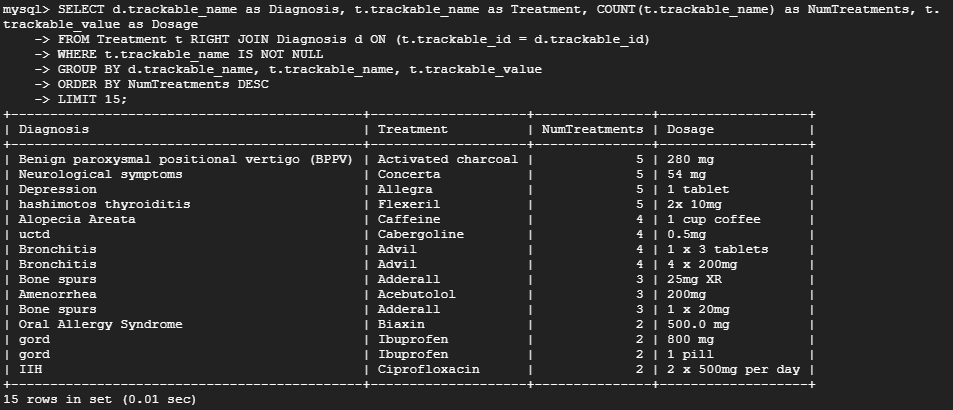 mysql> SELECT d.trackable_name as Diagnosis, t.trackable_name as Treatment, COUNT(t.trackable_name) as NumTreatments, t.
trackable_value as Dosage
    -> FROM Treatment t RIGHT JOIN Diagnosis d ON (t.trackable_id = d.trackable_id)
    -> WHERE t.trackable_name IS NOT NULL
    -> GROUP BY d.trackable_name, t.trackable_name, t.trackable_value
    -> ORDER BY NumTreatments DESC
    -> LIMIT 15;
+---------------------------------------------+--------------------+---------------+-------------------+
| Diagnosis | Treatment | NumTreatments | Dosage |
+---------------------------------------------+--------------------+---------------+-------------------+
| Benign paroxysmal positional vertigo (BPPV) | Activated charcoal | 5 | 280 mg |
| Neurological symptoms | Concerta | 5 | 54 mg |
| Depression | Allegra | 5 | 1 tablet |
| hashimotos thyroiditis | Flexeril | 5 | 2x 10mg |
| Alopecia Areata | Caffeine | 4 | 1 cup coffee |
| uctd | Cabergoline | 4 | 0.5mg |
| Bronchitis | Advil | 4 | 1 x 3 tablets |
| Bronchitis | Advil | 4 | 4 x 200mg |
| Bone spurs | Adderall | 3 | 25mg XR |
| Amenorrhea | Acebutolol | 3 | 200mg |
| Bone spurs | Adderall | 3 | 1 x 20mg |
| Oral Allergy Syndrome | Biaxin | 2 | 500.0 mg |
| gord | Ibuprofen | 2 | 800 mg |
| gord | Ibuprofen | 2 | 1 pill |
| IIH | Ciprofloxacin | 2 | 2 x 500mg per day |
+---------------------------------------------+--------------------+---------------+-------------------+
15 rows in set (0.01 sec)